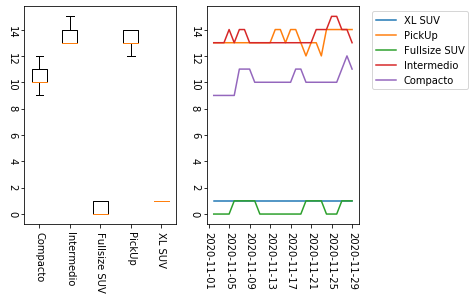 14
12
10
8
6
4
2
0
Compacto
Intermedio
Fullsize SUV
PickUp
XL SUV
14
12
10
8
6
4
2
0
2020-11-01
2020-11-05
2020-11-09
2020-11-13
2020-11-17
2020-11-21
2020-11-25
2020-11-29
XL SUV
PickUp
Fullsize SUV
Intermedio
Compacto